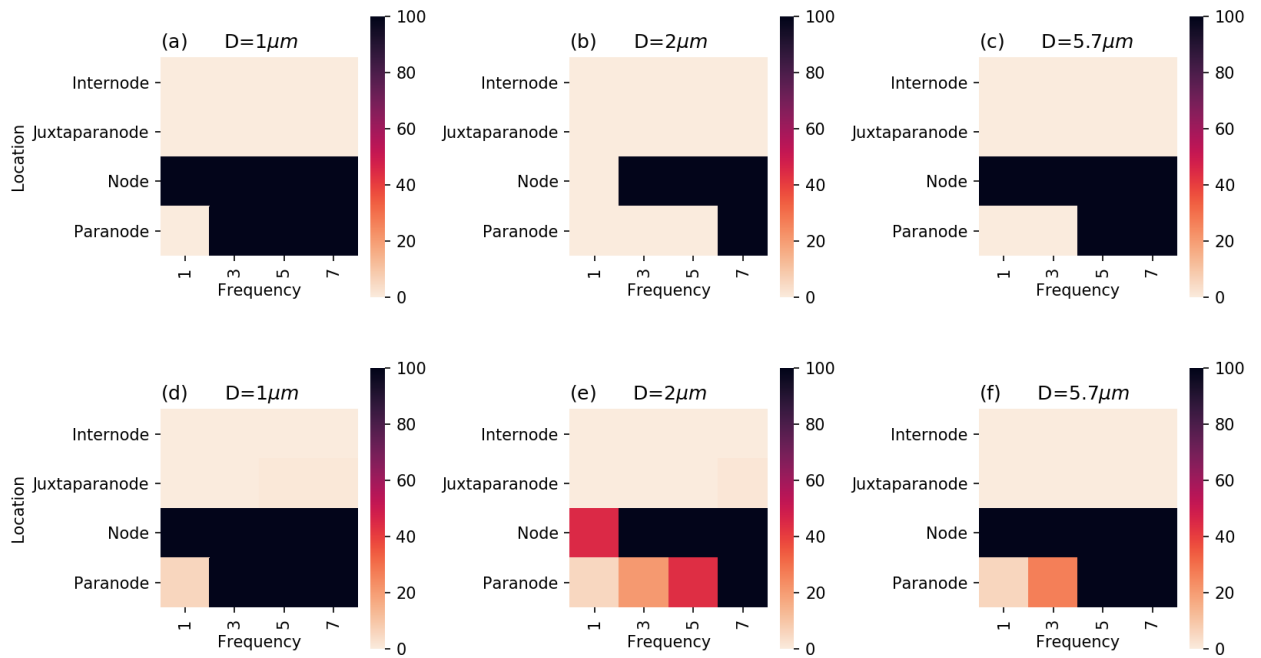 (a) D=1μm
Location
Internode
Juxtaparanode
Node
Paranode
1 3 5 7
Frequency
100
80
60
40
20
0
(b) D=2μm
Internode
Juxtaparanode
Node
Paranode
1 3 5 7
Frequency
100
80
60
40
20
0
(c) D=5.7μm
Internode
Juxtaparanode
Node
Paranode
1 3 5 7
Frequency
100
80
60
40
20
0
(d) D=1μm
Location
Internode
Juxtaparanode
Node
Paranode
1 3 5 7
Frequency
100
80
60
40
20
0
(e) D=2μm
Internode
Juxtaparanode
Node
Paranode
1 3 5 7
Frequency
100
80
60
40
20
0
(f) D=5.7μm
Internode
Juxtaparanode
Node
Paranode
1 3 5 7
Frequency
100
80
60
40
20
0